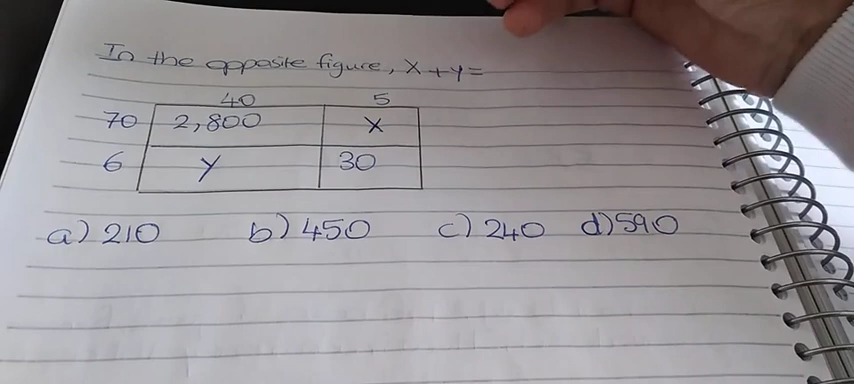 In the opposite figure, X+Y=
40 5
70 2,800 X
6 Y 30
a) 210 b) 450 c) 240 d) 590